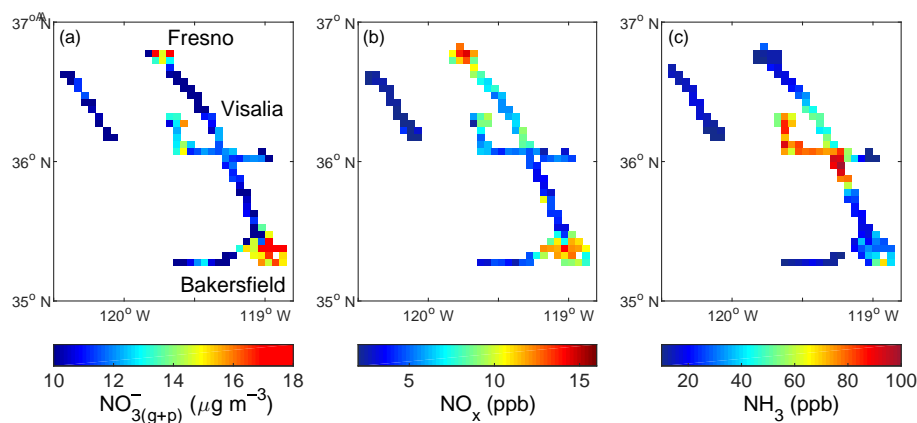 37° N (a) Fresno
Visalia
36° N
Bakersfield
35° N
120° W 119° W
10 12 14 16 18
NO₃⁻(g+p) (μg m⁻³)
37° N (b)
36° N
35° N
120° W 119° W
5 10 15
NOₓ (ppb)
37° N (c)
36° N
35° N
120° W 119° W
20 40 60 80 100
NH₃ (ppb)